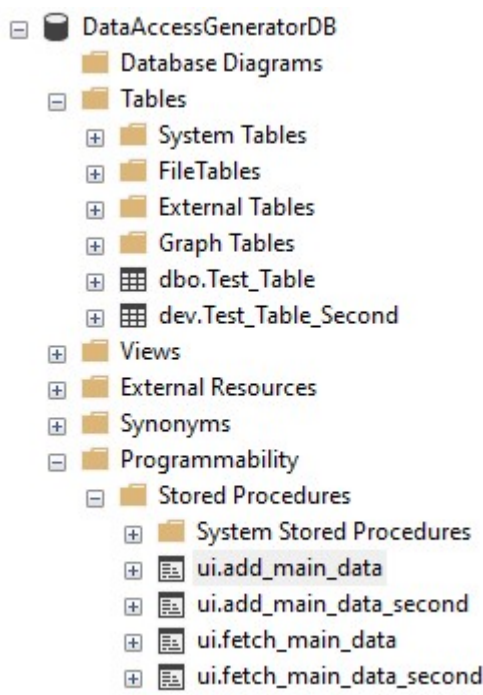 DataAccessGeneratorDB
Database Diagrams
Tables
System Tables
FileTables
External Tables
Graph Tables
dbo.Test_Table
dev.Test_Table_Second
Views
External Resources
Synonyms
Programmability
Stored Procedures
System Stored Procedures
ui.add_main_data
ui.add_main_data_second
ui.fetch_main_data
ui.fetch_main_data_second